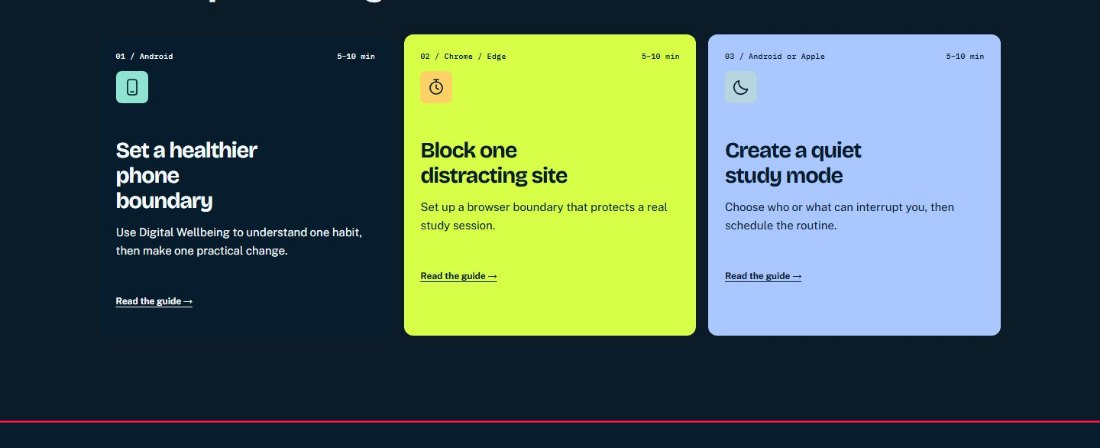 01 / Android
5–10 min
Set a healthier
phone
boundary
Use Digital Wellbeing to understand one habit,
then make one practical change.
Read the guide →
02 / Chrome / Edge
5–10 min
Block one
distracting site
Set up a browser boundary that protects a real
study session.
Read the guide →
03 / Android or Apple
5–10 min
Create a quiet
study mode
Choose who or what can interrupt you, then
schedule the routine.
Read the guide →